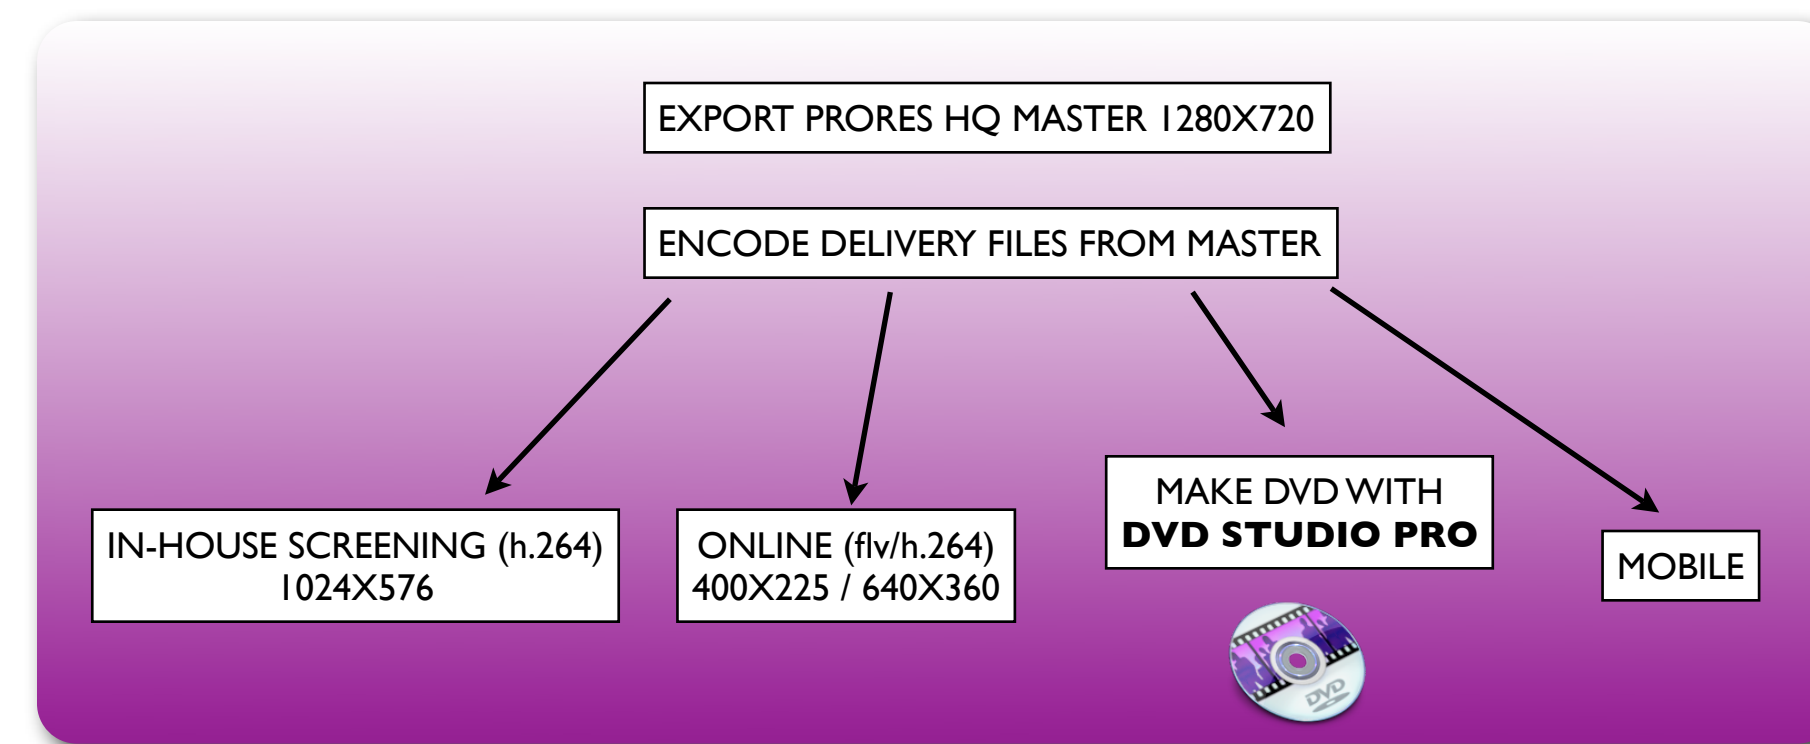 EXPORT PRORES HQ MASTER 1280X720
ENCODE DELIVERY FILES FROM MASTER
IN-HOUSE SCREENING (h.264)
1024X576
ONLINE (flv/h.264)
400X225 / 640X360
MAKE DVD WITH
DVD STUDIO PRO
MOBILE
DVD